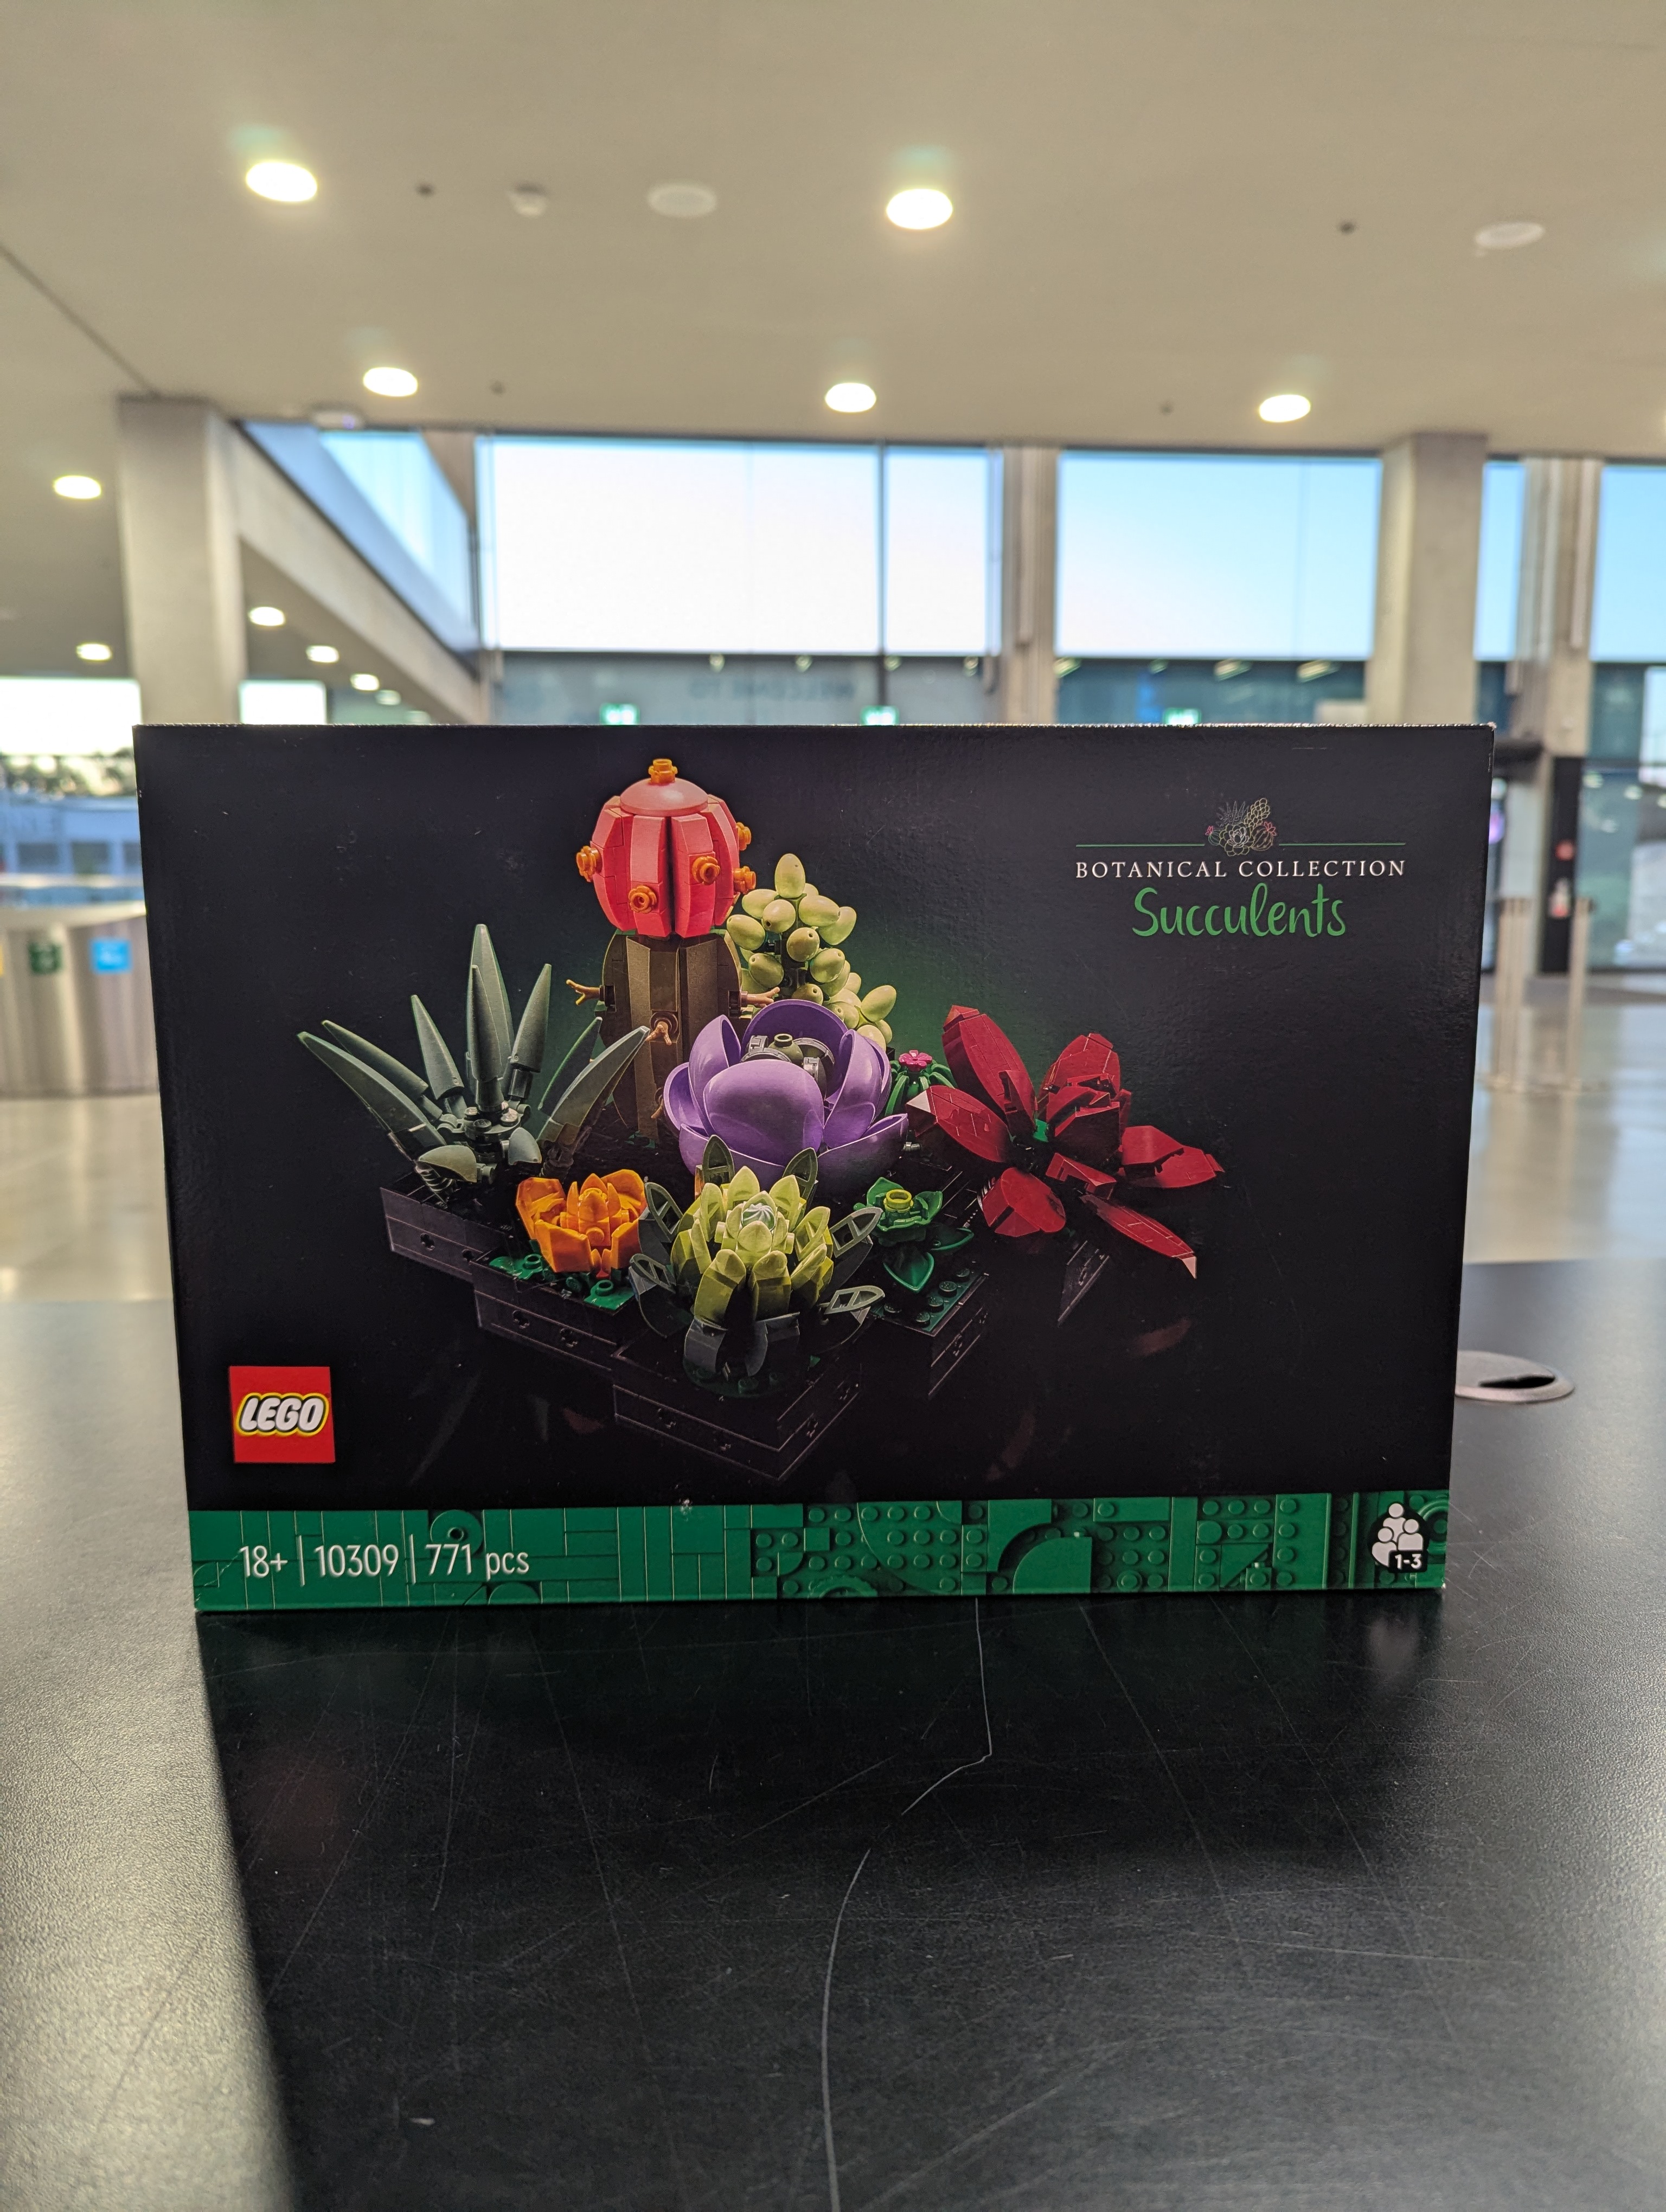 BOTANICAL COLLECTION
Succulents
LEGO
18+ | 10309 | 771 pcs
1-3